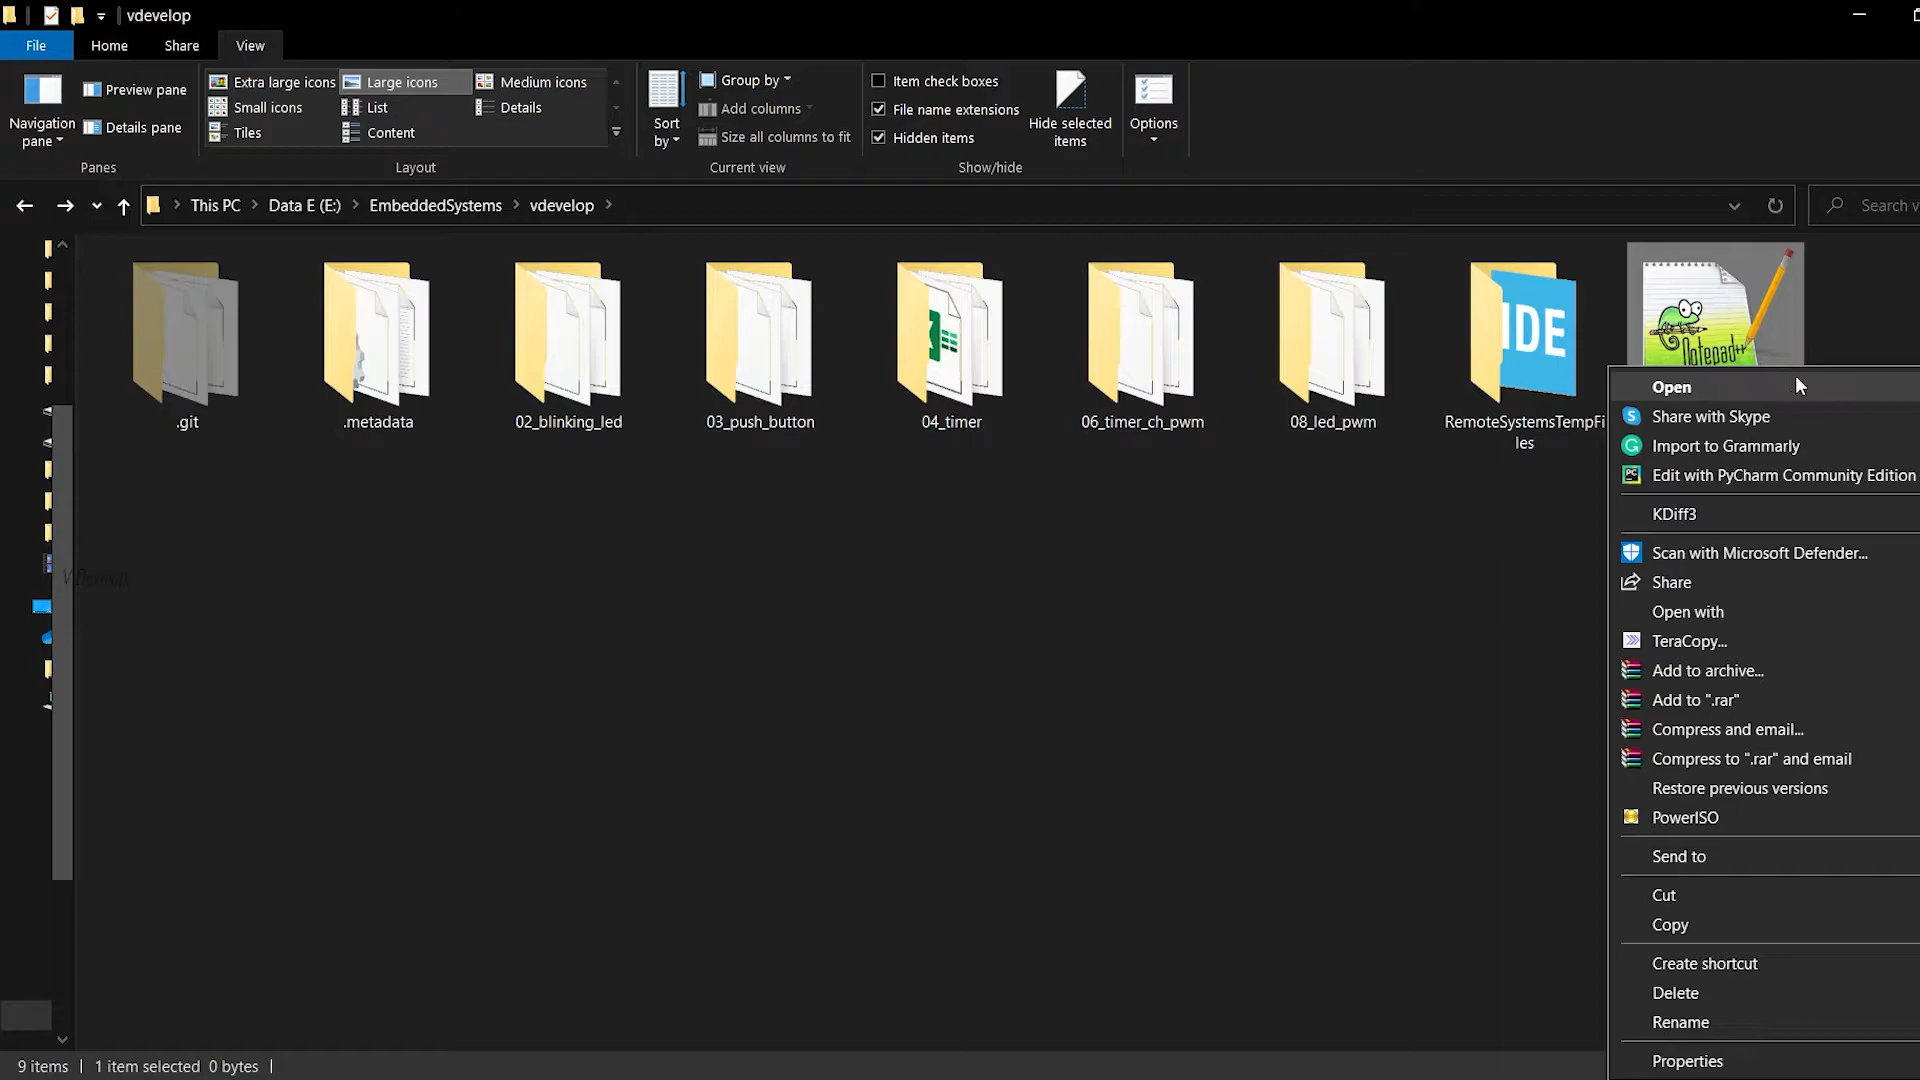 vdevelop
File Home Share View
Navigation pane
Preview pane
Details pane
Panes
Extra large icons Large icons Medium icons
Small icons List Details
Tiles Content
Layout
Sort by
Group by
Add columns
Size all columns to fit
Current view
Item check boxes
File name extensions
Hidden items
Hide selected items
Show/hide
Options
This PC > Data E (E:) > EmbeddedSystems > vdevelop >
Search v
.git
.metadata
02_blinking_led
03_push_button
04_timer
06_timer_ch_pwm
08_led_pwm
IDE
RemoteSystemsTempFi
les
Notepad++
Open
Share with Skype
Import to Grammarly
Edit with PyCharm Community Edition
KDiff3
Scan with Microsoft Defender...
Share
Open with
TeraCopy...
Add to archive...
Add to ".rar"
Compress and email...
Compress to ".rar" and email
Restore previous versions
PowerISO
Send to
Cut
Copy
Create shortcut
Delete
Rename
Properties
9 items 1 item selected 0 bytes